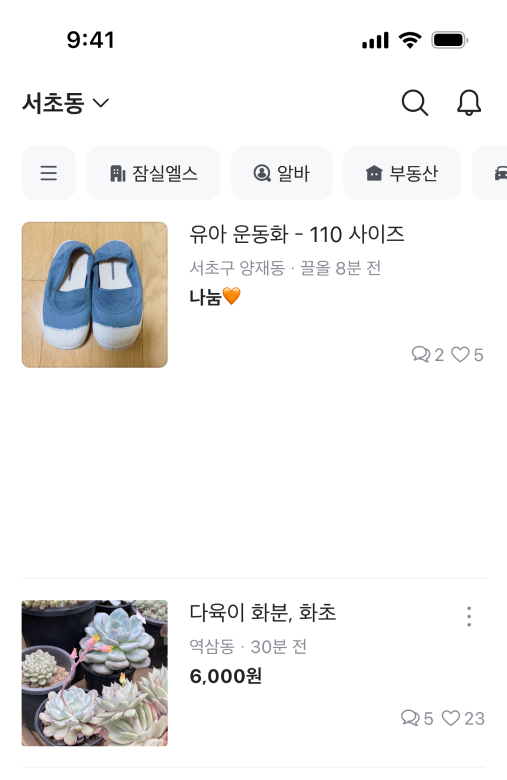 9:41
서초동
잠실엘스 알바 부동산
유아 운동화 - 110 사이즈
서초구 양재동 · 끌올 8분 전
나눔🧡
2 5
다육이 화분, 화초
역삼동 · 30분 전
6,000원
5 23